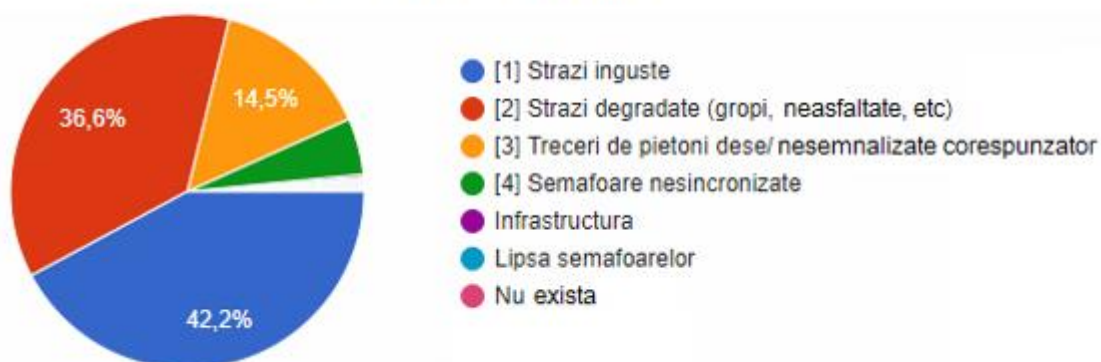 36,6%
14,5%
42,2%
[1] Strazi inguste
[2] Strazi degradate (gropi, neasfaltate, etc)
[3] Treceri de pietoni dese/ nesemnalizate corespunzator
[4] Semafoare nesincronizate
Infrastructura
Lipsa semafoarelor
Nu exista